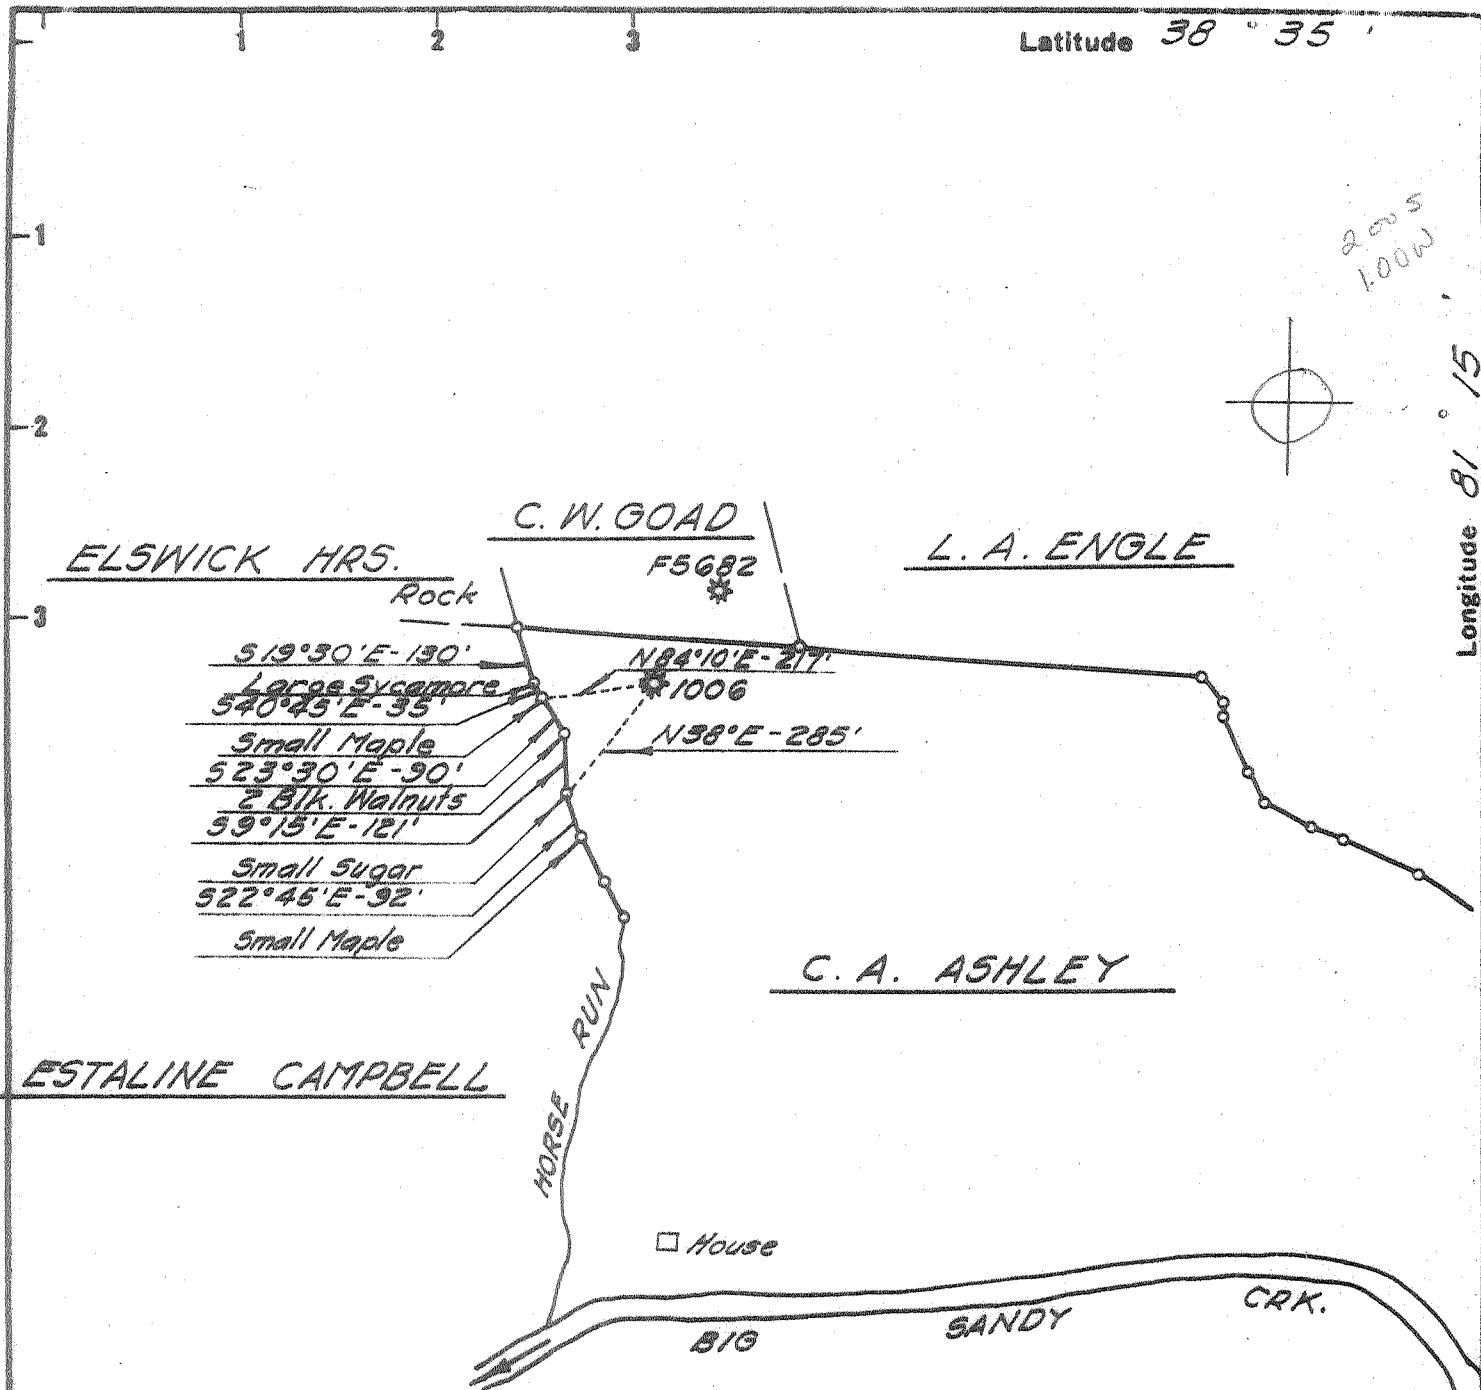 1 2 3
Latitude 38 ° 35 '
1
2.00 S
1.00 W
Longitude 81 ° 15 '
2
C. W. GOAD
ELSWICK HRS.
F5682
L. A. ENGLE
Rock
3
S19°30'E-130'
N84°10'E-217'
Large Sycamore
1006
S40°45'E-35'
Small Maple
N38°E-285'
S23°30'E-90'
2 Blk. Walnuts
S9°15'E-121'
Small Sugar
S22°45'E-92'
Small Maple
C. A. ASHLEY
HORSE RUN
ESTALINE CAMPBELL
House
BIG SANDY CRK.